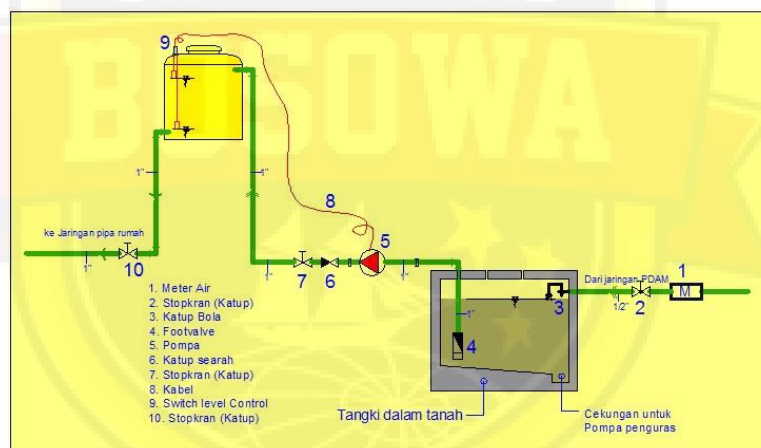 BOSOWA
9
1"
1"
8
5
ke Jaringan pipa rumah
Dari jaringan PDAM
1
M
1"
10
1"
7
6
1"
1/2"
2
3
1"
4
1. Meter Air
2. Stopkran (Katup)
3. Katup Bola
4. Footvalve
5. Pompa
6. Katup searah
7. Stopkran (Katup)
8. Kabel
9. Switch level Control
10. Stopkran (Katup)
Tangki dalam tanah
Cekungan untuk
Pompa penguras